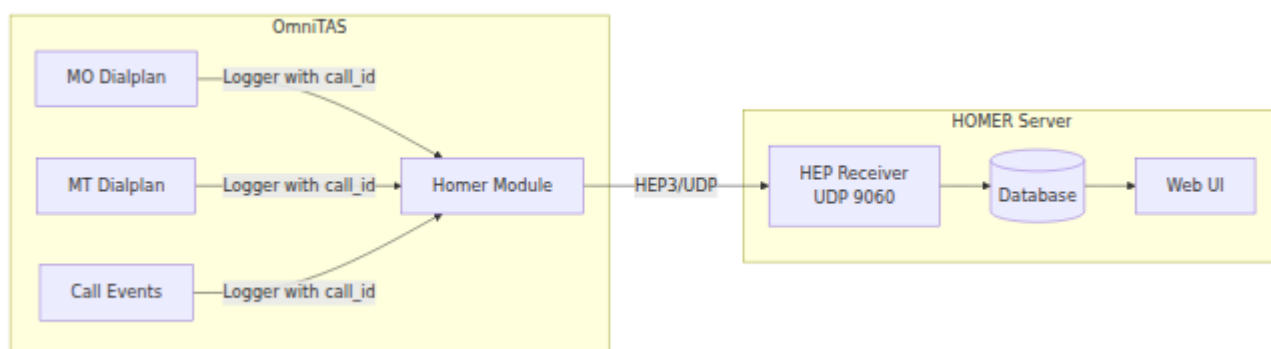 OmniTAS
MO Dialplan
Logger with call_id
MT Dialplan
Logger with call_id
Homer Module
Call Events
Logger with call_id
HEP3/UDP
HOMER Server
HEP Receiver
UDP 9060
Database
Web UI